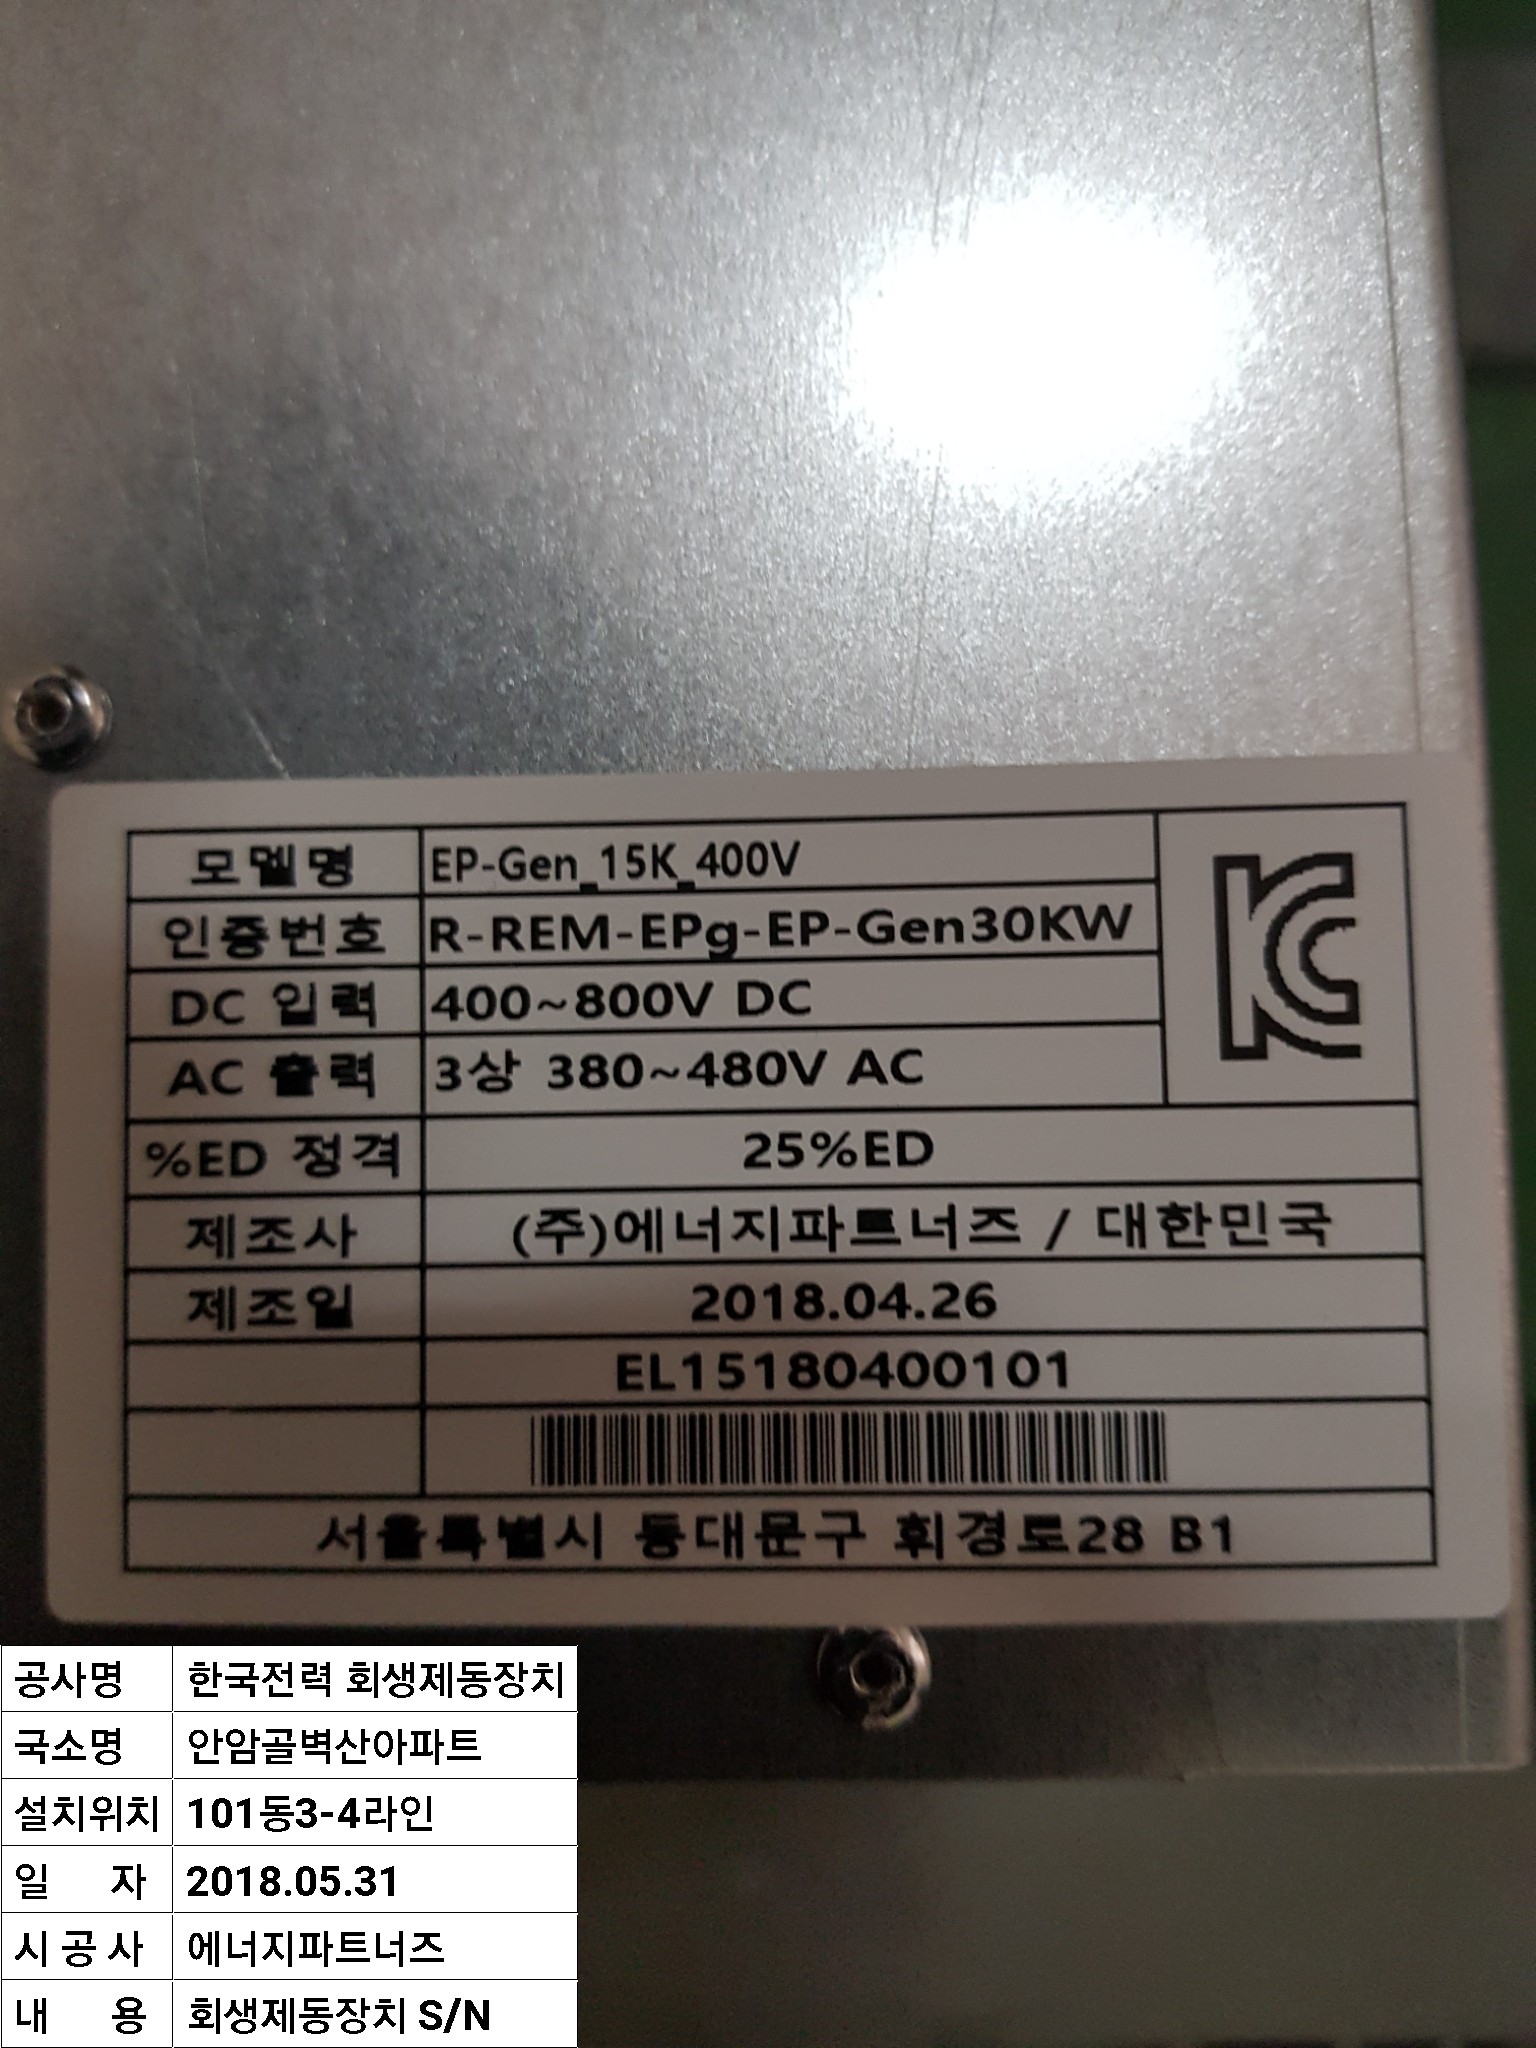 모델명 EP-Gen_15K_400V
인증번호 R-REM-EPg-EP-Gen30KW
DC 입력 400~800V DC
AC 출력 3상 380~480V AC
%ED 정격 25%ED
제조사 (주)에너지파트너즈 / 대한민국
제조일 2018.04.26
EL15180400101
서울특별시 동대문구 휘경로28 B1
공사명 한국전력 회생제동장치
국소명 안암골벽산아파트
설치위치 101동3-4라인
일 자 2018.05.31
시 공 사 에너지파트너즈
내 용 회생제동장치 S/N